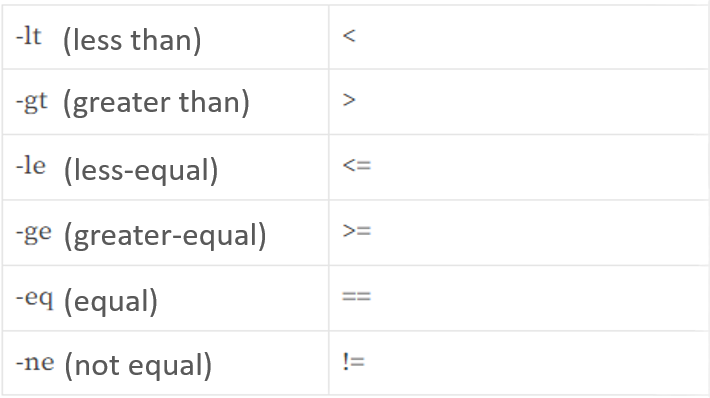 -lt (less than) <
-gt (greater than) >
-le (less-equal) <=
-ge (greater-equal) >=
-eq (equal) ==
-ne (not equal) !=